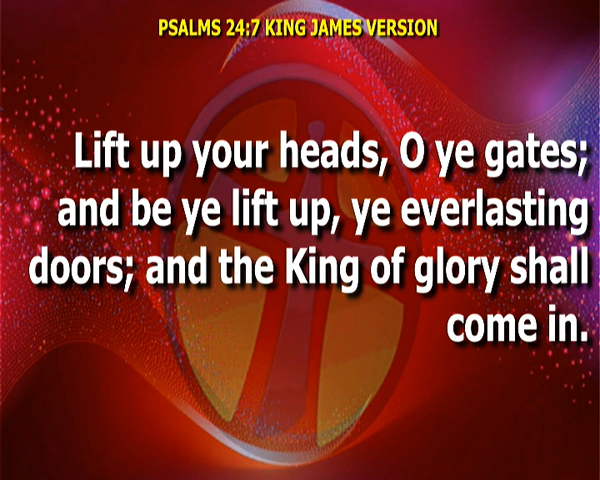 PSALMS 24:7 KING JAMES VERSION
Lift up your heads, O ye gates;
and be ye lift up, ye everlasting
doors; and the King of glory shall
come in.